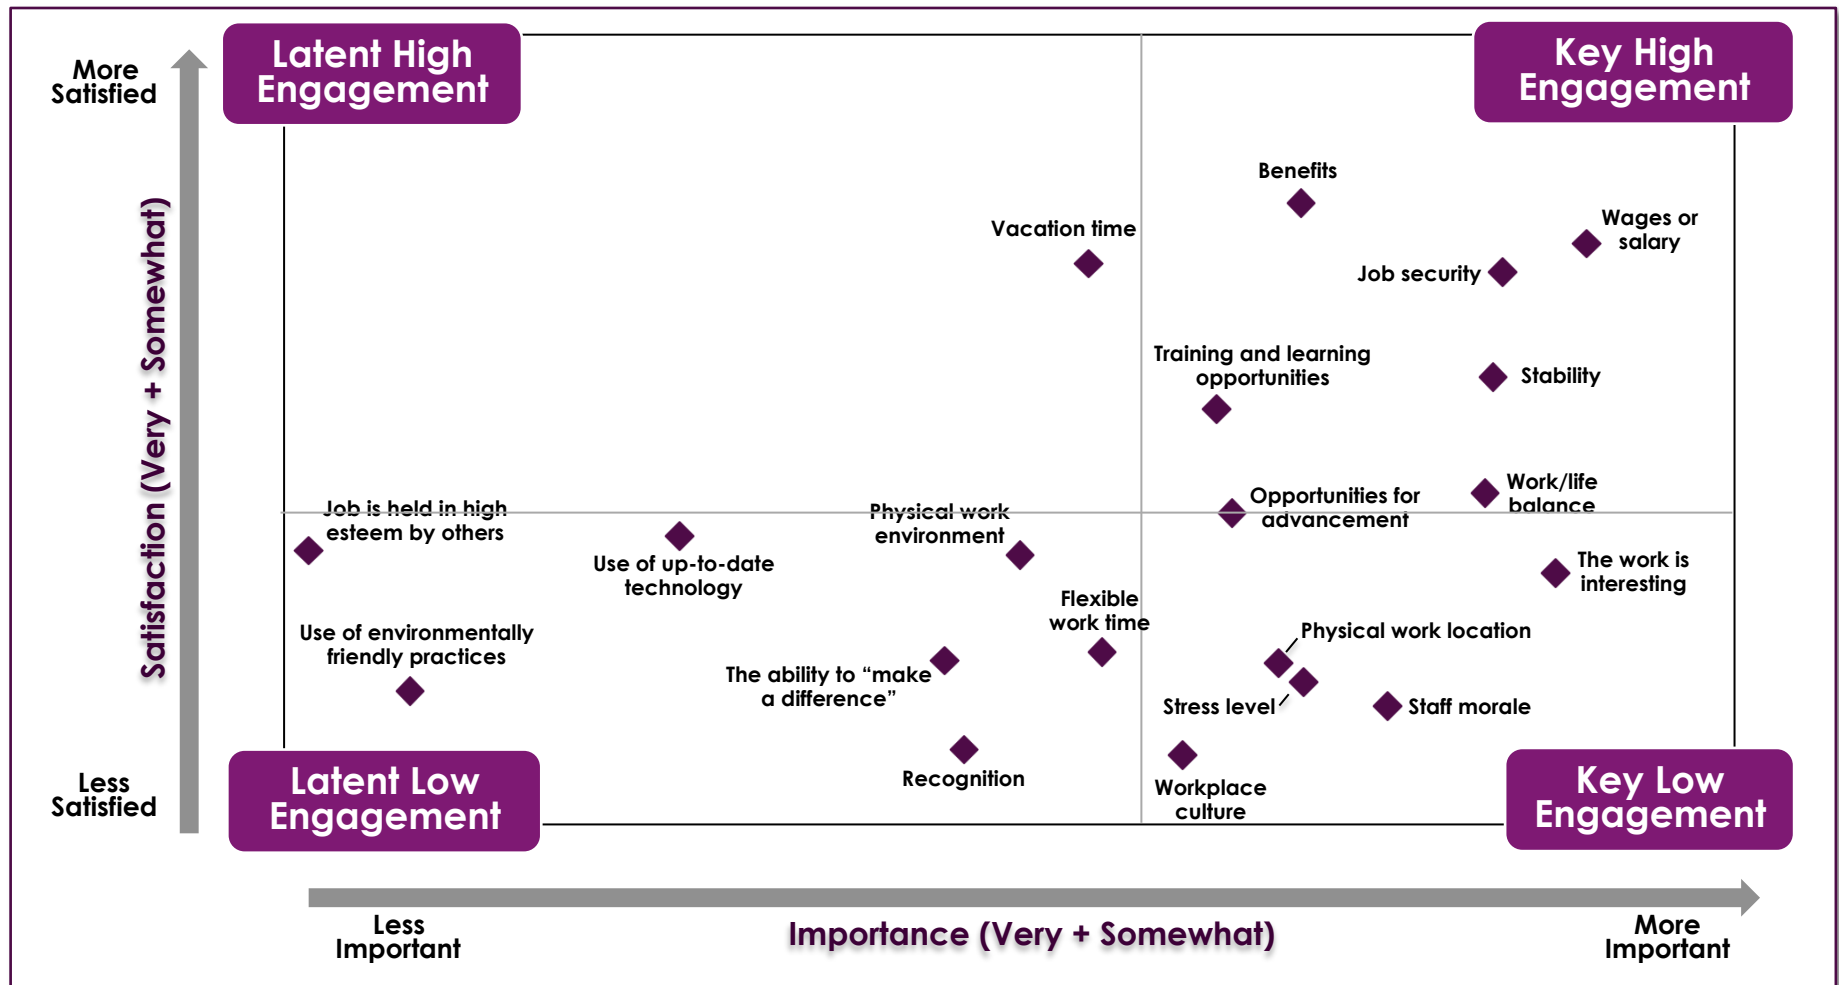 Latent High
Engagement
Key High
Engagement
More
Satisfied
Benefits
Vacation time
Wages or
salary
Job security
Training and learning
opportunities
Stability
Satisfaction (Very + Somewhat)
Job is held in high
esteem by others
Physical work
environment
Opportunities for
advancement
Work/life
balance
Use of up-to-date
technology
The work is
interesting
Flexible
work time
Use of environmentally
friendly practices
Physical work location
The ability to “make
a difference”
Stress level
Staff morale
Recognition
Workplace
culture
Less
Satisfied
Latent Low
Engagement
Key Low
Engagement
Less
Important
Importance (Very + Somewhat)
More
Important